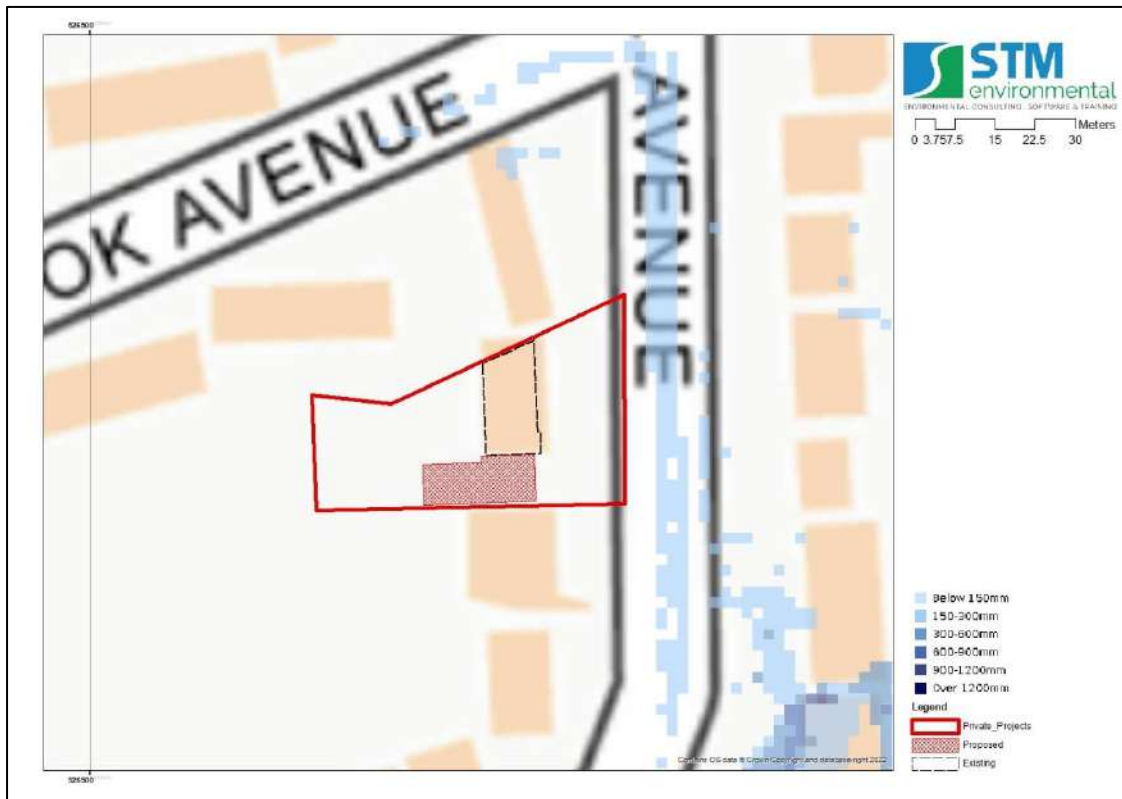 526500
STM
environmental
ENVIRONMENTAL CONSULTING SOFTWARE & TRAINING
Meters
0 3.757.5 15 22.5 30
OK AVENUE
AVENUE
Below 150mm
150-300mm
300-600mm
600-900mm
900-1200mm
Over 1200mm
Legend
Private_Projects
Proposed
Existing
Contains OS data © Crown Copyright and database right 2022
526500